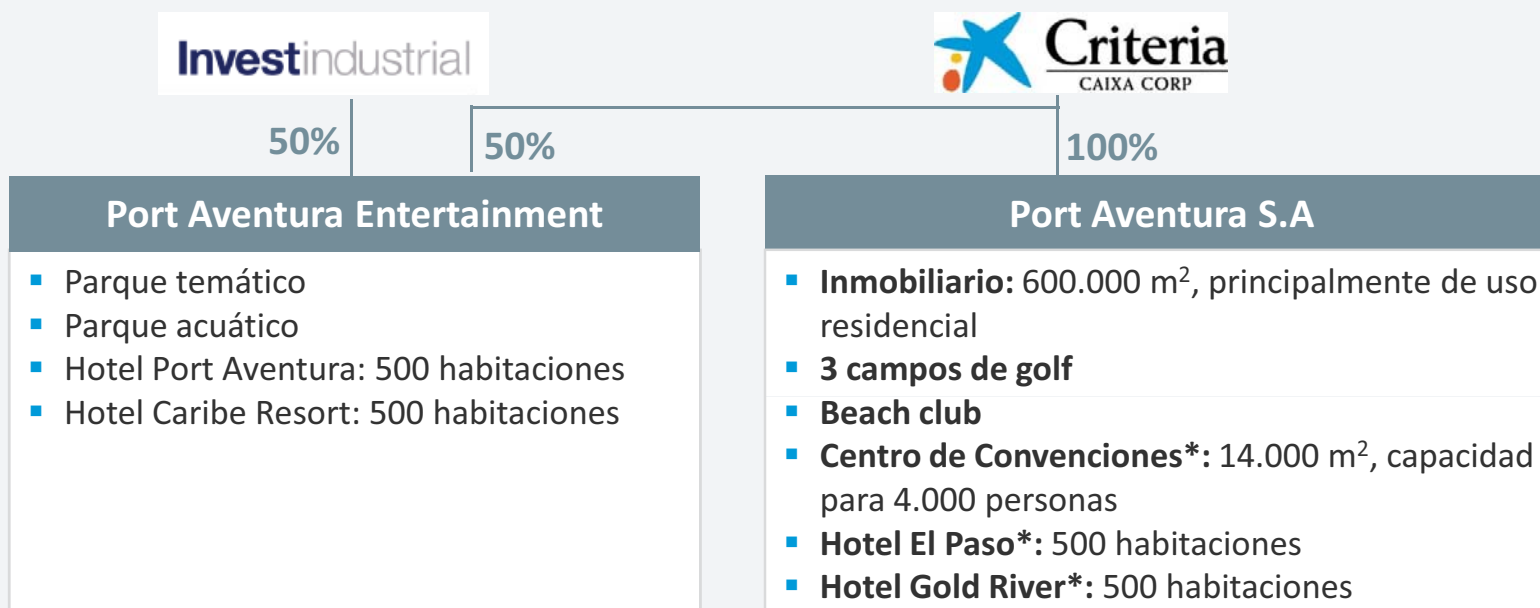 Investindustrial
Criteria
CAIXA CORP
50%
50%
100%
Port Aventura Entertainment
▪ Parque temático
▪ Parque acuático
▪ Hotel Port Aventura: 500 habitaciones
▪ Hotel Caribe Resort: 500 habitaciones
Port Aventura S.A
▪ Inmobiliario: 600.000 m², principalmente de uso
residencial
▪ 3 campos de golf
▪ Beach club
▪ Centro de Convenciones*: 14.000 m², capacidad
para 4.000 personas
▪ Hotel El Paso*: 500 habitaciones
▪ Hotel Gold River*: 500 habitaciones